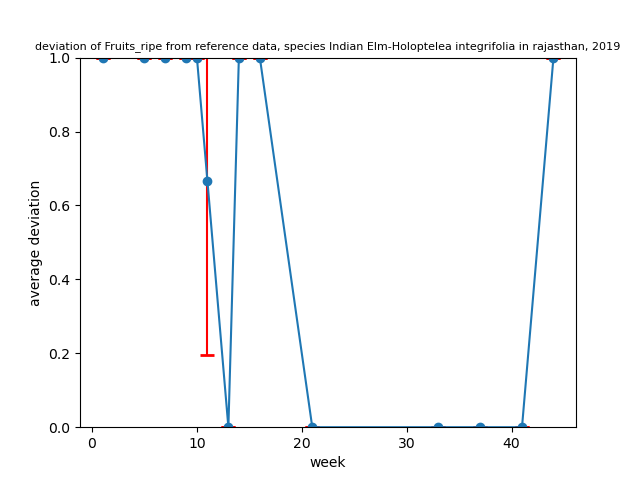 deviation of Fruits_ripe from reference data, species Indian Elm-Holoptelea integrifolia in rajasthan, 2019
1.0
0.8
0.6
0.4
0.2
0.0
average deviation
0 10 20 30 40
week